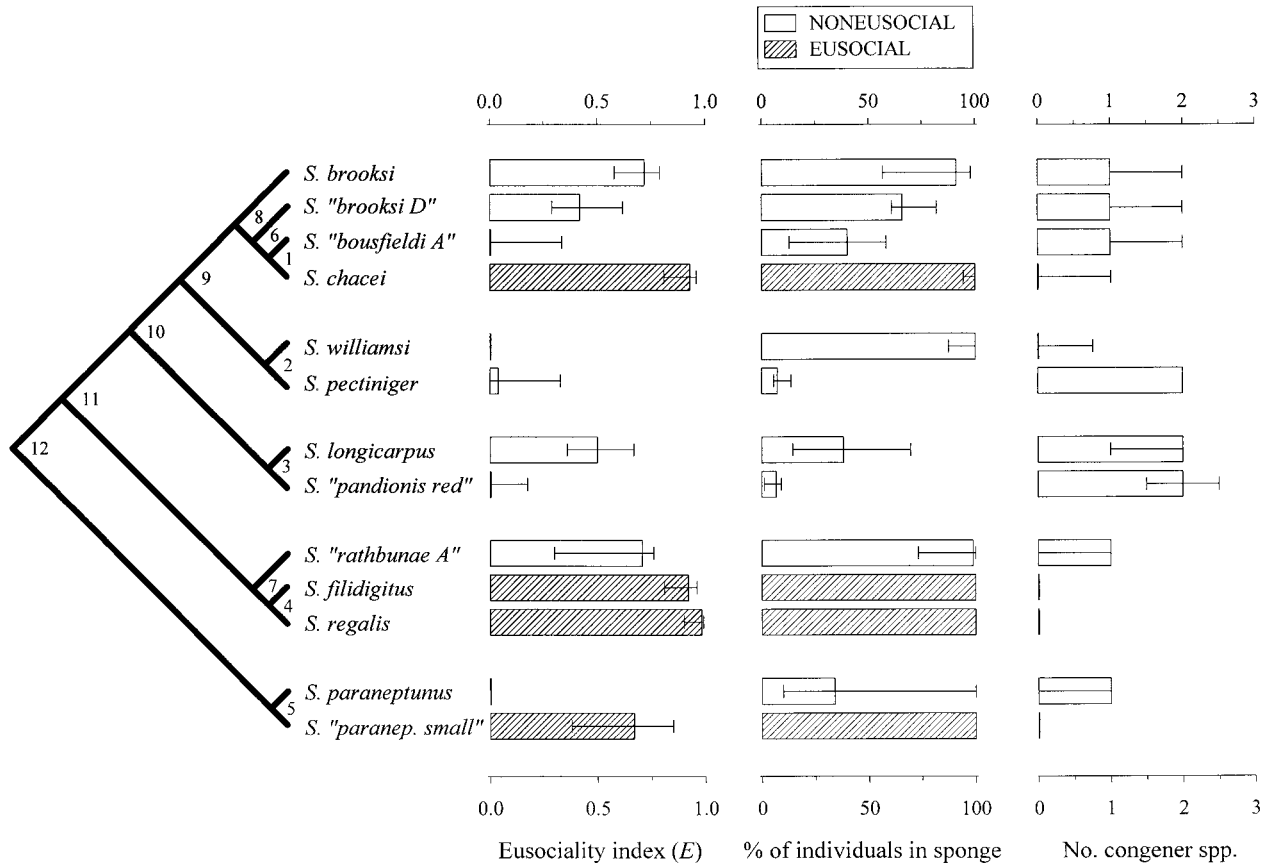 NONEUSOCIAL
EUSOCIAL
0.0 0.5 1.0 0 50 100 0 1 2 3
S. brooksi
8 S. "brooksi D"
6 S. "bousfieldi A"
1
9 S. chacei
10 S. williamsi
2
11 S. pectiniger
12 S. longicarpus
3
S. "pandionis red"
S. "rathbunae A"
7 S. filidigitus
4
S. regalis
S. paraneptunus
5
S. "paranep. small"
0.0 0.5 1.0 0 50 100 0 1 2 3
Eusociality index (E) % of individuals in sponge No. congener spp.